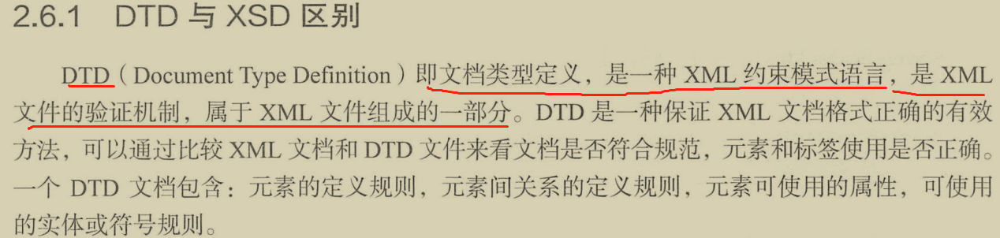 2.6.1 DTD 与 XSD 区别
DTD（Document Type Definition）即文档类型定义，是一种 XML 约束模式语言，是 XML
文件的验证机制，属于 XML 文件组成的一部分。DTD 是一种保证 XML 文档格式正确的有效
方法，可以通过比较 XML 文档和 DTD 文件来看文档是否符合规范，元素和标签使用是否正确。
一个 DTD 文档包含：元素的定义规则，元素间关系的定义规则，元素可使用的属性，可使用
的实体或符号规则。